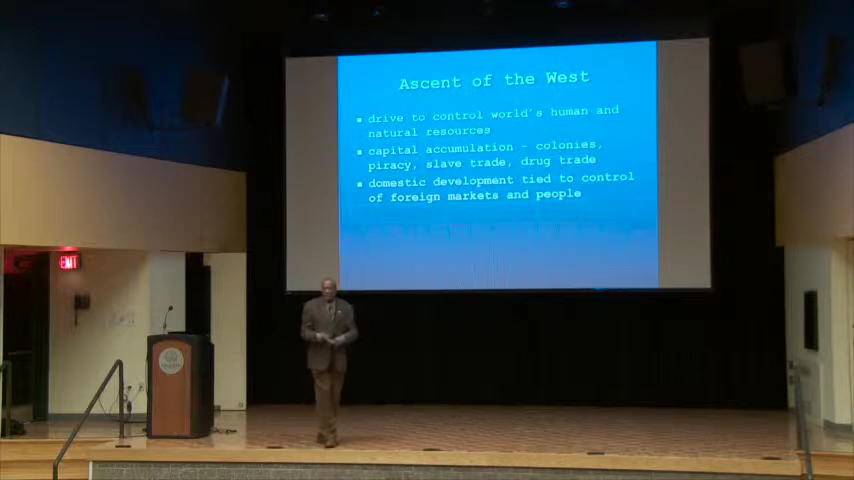 Ascent of the West
▪ drive to control world's human and
natural resources
▪ capital accumulation - colonies,
piracy, slave trade, drug trade
▪ domestic development tied to control
of foreign markets and people
EXIT